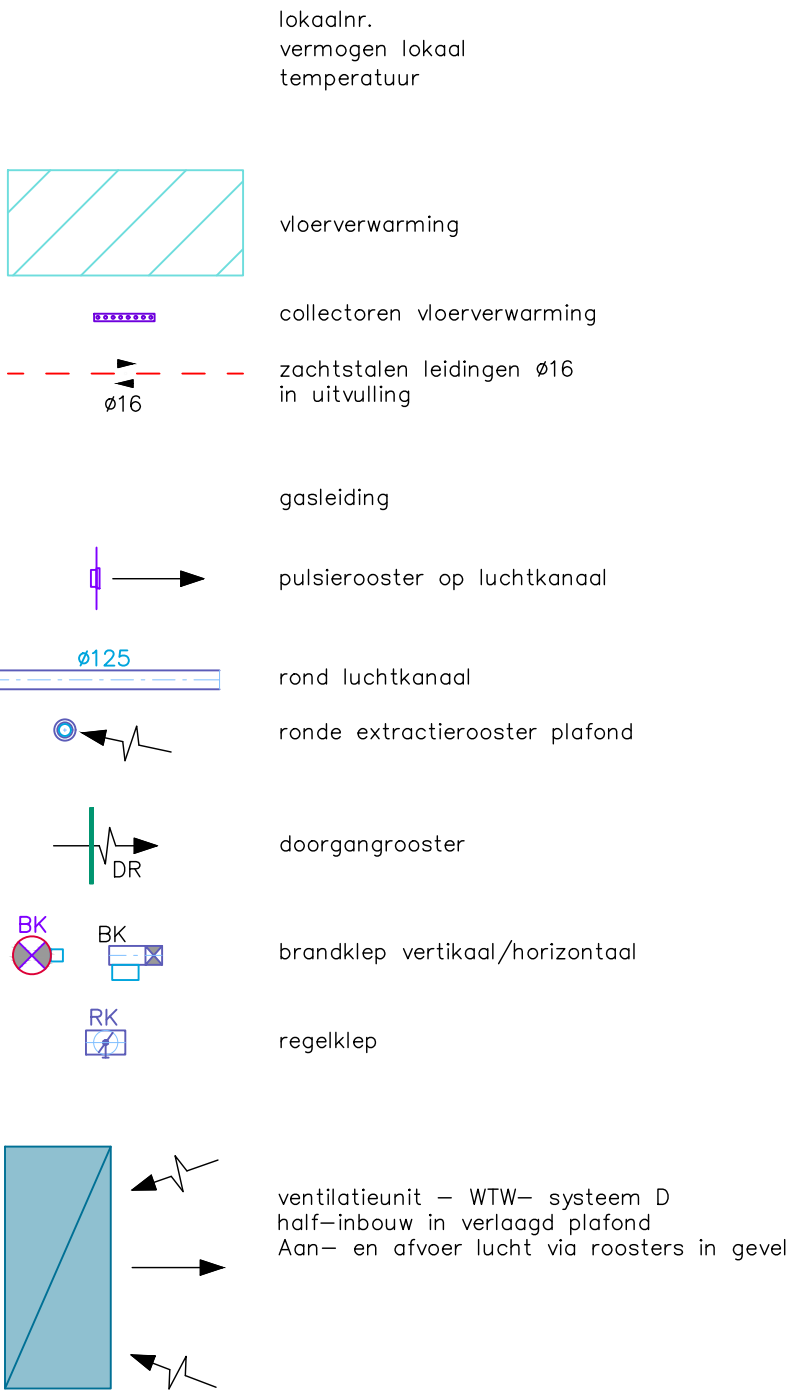 lokaalnr.
vermogen lokaal
temperatuur
vloerverwarming
collectoren vloerverwarming
zachtstalen leidingen Ø16
in uitvulling
Ø16
gasleiding
pulsierooster op luchtkanaal
Ø125
rond luchtkanaal
ronde extractierooster plafond
doorgangrooster
DR
BK
BK
brandklep vertikaal/horizontaal
RK
regelklep
ventilatieunit – WTW– systeem D
half–inbouw in verlaagd plafond
Aan– en afvoer lucht via roosters in gevel